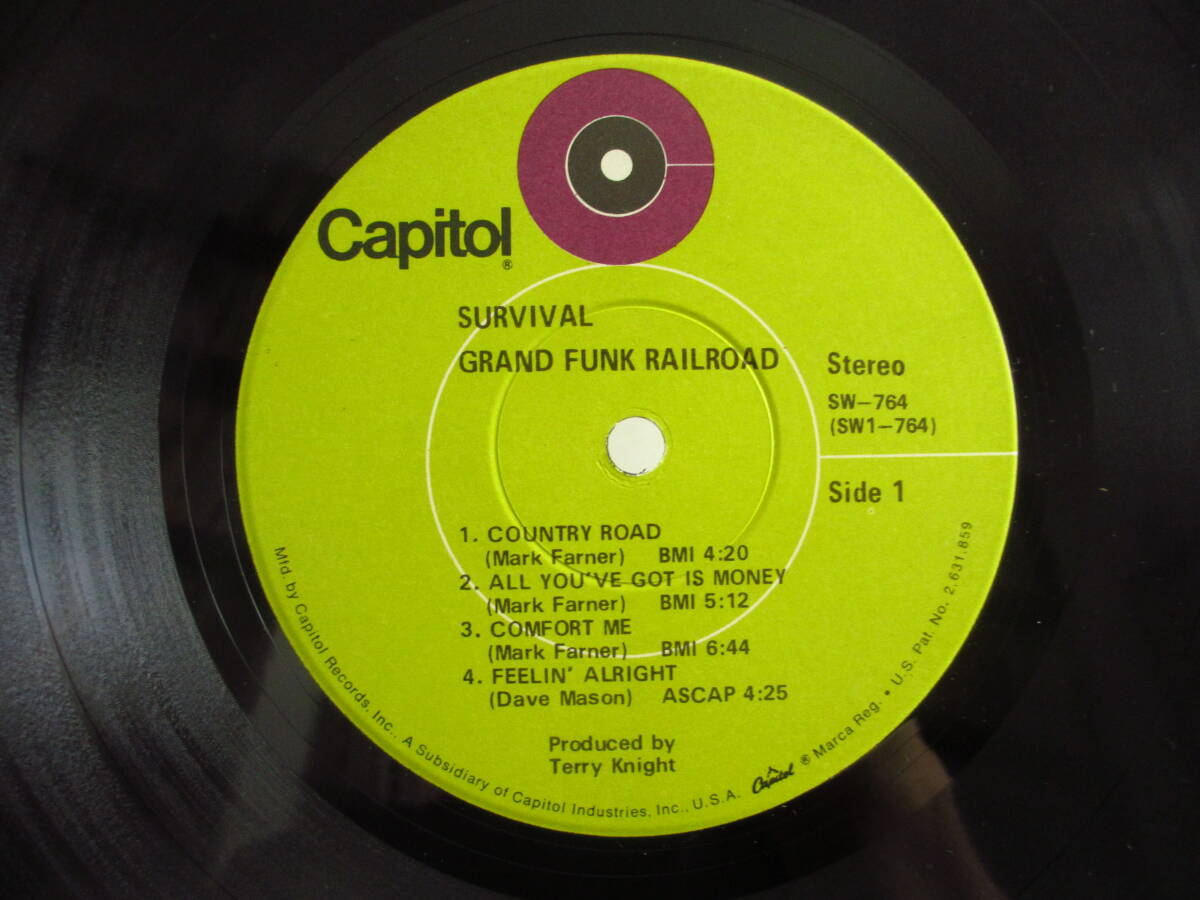 Capitol®
SURVIVAL
GRAND FUNK RAILROAD
Stereo
SW–764
(SW1–764)
Side 1
1. COUNTRY ROAD
(Mark Farner) BMI 4:20
2. ALL YOU'VE GOT IS MONEY
(Mark Farner) BMI 5:12
3. COMFORT ME
(Mark Farner) BMI 6:44
4. FEELIN' ALRIGHT
(Dave Mason) ASCAP 4:25
Produced by
Terry Knight
Mfd. by Capitol Records, Inc., A Subsidiary of Capitol Industries, Inc., U.S.A. Capitol ® Marca Reg. • U.S. Pat. No. 2,631,859